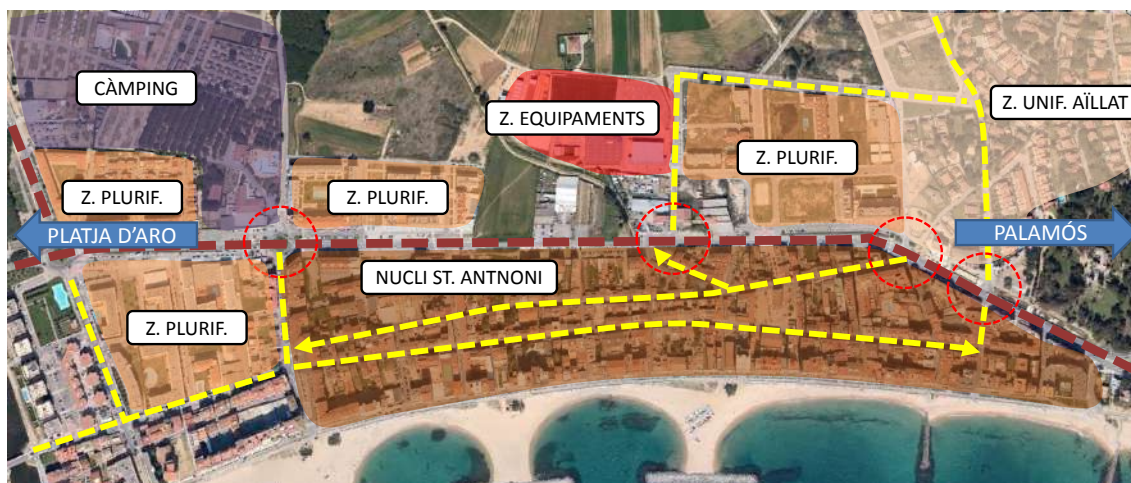 CÀMPING
Z. EQUIPAMENTS
Z. UNIF. AÏLLAT
Z. PLURIF.
Z. PLURIF.
Z. PLURIF.
PLATJA D'ARO
PALAMÓS
NUCLI ST. ANTNONI
Z. PLURIF.